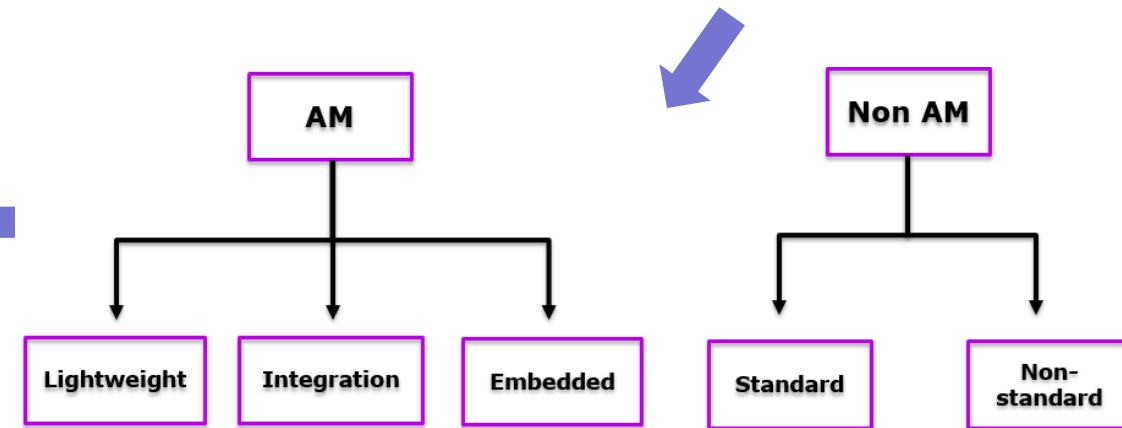 AM
Non AM
Lightweight
Integration
Embedded
Standard
Non-
standard